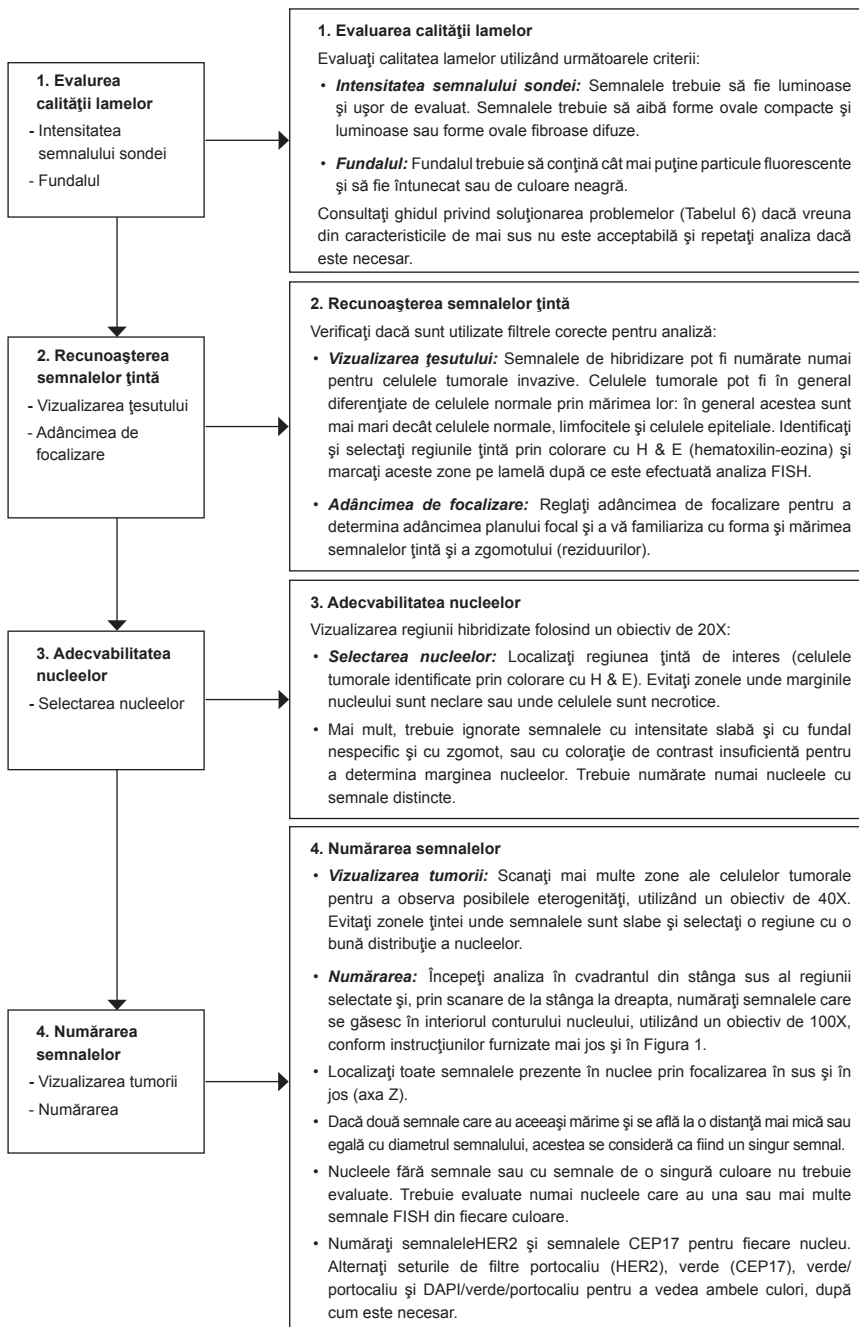 1. Evalurea
calităţii lamelor
- Intensitatea
semnalului sondei
- Fundalul
1. Evaluarea calităţii lamelor
Evaluaţi calitatea lamelor utilizând următoarele criterii:
• Intensitatea semnalului sondei: Semnalele trebuie să fie luminoase
şi uşor de evaluat. Semnalele trebuie să aibă forme ovale compacte şi
luminoase sau forme ovale fibroase difuze.
• Fundalul: Fundalul trebuie să conţină cât mai puţine particule fluorescente
şi să fie întunecat sau de culoare neagră.
Consultaţi ghidul privind soluţionarea problemelor (Tabelul 6) dacă vreuna
din caracteristicile de mai sus nu este acceptabilă şi repetaţi analiza dacă
este necesar.
2. Recunoaşterea
semnalelor ţintă
- Vizualizarea ţesutului
- Adâncimea de
focalizare
2. Recunoaşterea semnalelor ţintă
Verificaţi dacă sunt utilizate filtrele corecte pentru analiză:
• Vizualizarea ţesutului: Semnalele de hibridizare pot fi numărate numai
pentru celulele tumorale invazive. Celulele tumorale pot fi în general
diferenţiate de celulele normale prin mărimea lor: în general acestea sunt
mai mari decât celulele normale, limfocitele şi celulele epiteliale. Identificaţi
şi selectaţi regiunile ţintă prin colorare cu H & E (hematoxilin-eozina) şi
marcaţi aceste zone pe lamelă după ce este efectuată analiza FISH.
• Adâncimea de focalizare: Reglaţi adâncimea de focalizare pentru a
determina adâncimea planului focal şi a vă familiariza cu forma şi mărimea
semnalelor ţintă şi a zgomotului (reziduurilor).
3. Adecvabilitatea
nucleelor
- Selectarea nucleelor
3. Adecvabilitatea nucleelor
Vizualizarea regiunii hibridizate folosind un obiectiv de 20X:
• Selectarea nucleelor: Localizaţi regiunea ţintă de interes (celulele
tumorale identificate prin colorare cu H & E). Evitaţi zonele unde marginile
nucleului sunt neclare sau unde celulele sunt necrotice.
• Mai mult, trebuie ignorate semnalele cu intensitate slabă şi cu fundal
nespecific şi cu zgomot, sau cu coloraţie de contrast insuficientă pentru
a determina marginea nucleelor. Trebuie numărate numai nucleele cu
semnale distincte.
4. Numărarea
semnalelor
- Vizualizarea tumorii
- Numărarea
4. Numărarea semnalelor
• Vizualizarea tumorii: Scanaţi mai multe zone ale celulelor tumorale
pentru a observa posibilele eterogenităţi, utilizând un obiectiv de 40X.
Evitaţi zonele ţintei unde semnalele sunt slabe şi selectaţi o regiune cu o
bună distribuţie a nucleelor.
• Numărarea: Începeţi analiza în cvadrantul din stânga sus al regiunii
selectate şi, prin scanare de la stânga la dreapta, număraţi semnalele care
se găsesc în interiorul conturului nucleului, utilizând un obiectiv de 100X,
conform instrucţiunilor furnizate mai jos şi în Figura 1.
• Localizaţi toate semnalele prezente în nuclee prin focalizarea în sus şi în
jos (axa Z).
• Dacă două semnale care au aceeaşi mărime şi se află la o distanţă mai mică sau
egală cu diametrul semnalului, acestea se consideră ca fiind un singur semnal.
• Nucleele fără semnale sau cu semnale de o singură culoare nu trebuie
evaluate. Trebuie evaluate numai nucleele care au una sau mai multe
semnale FISH din fiecare culoare.
• Număraţi semnaleleHER2 şi semnalele CEP17 pentru fiecare nucleu.
Alternaţi seturile de filtre portocaliu (HER2), verde (CEP17), verde/
portocaliu şi DAPI/verde/portocaliu pentru a vedea ambele culori, după
cum este necesar.